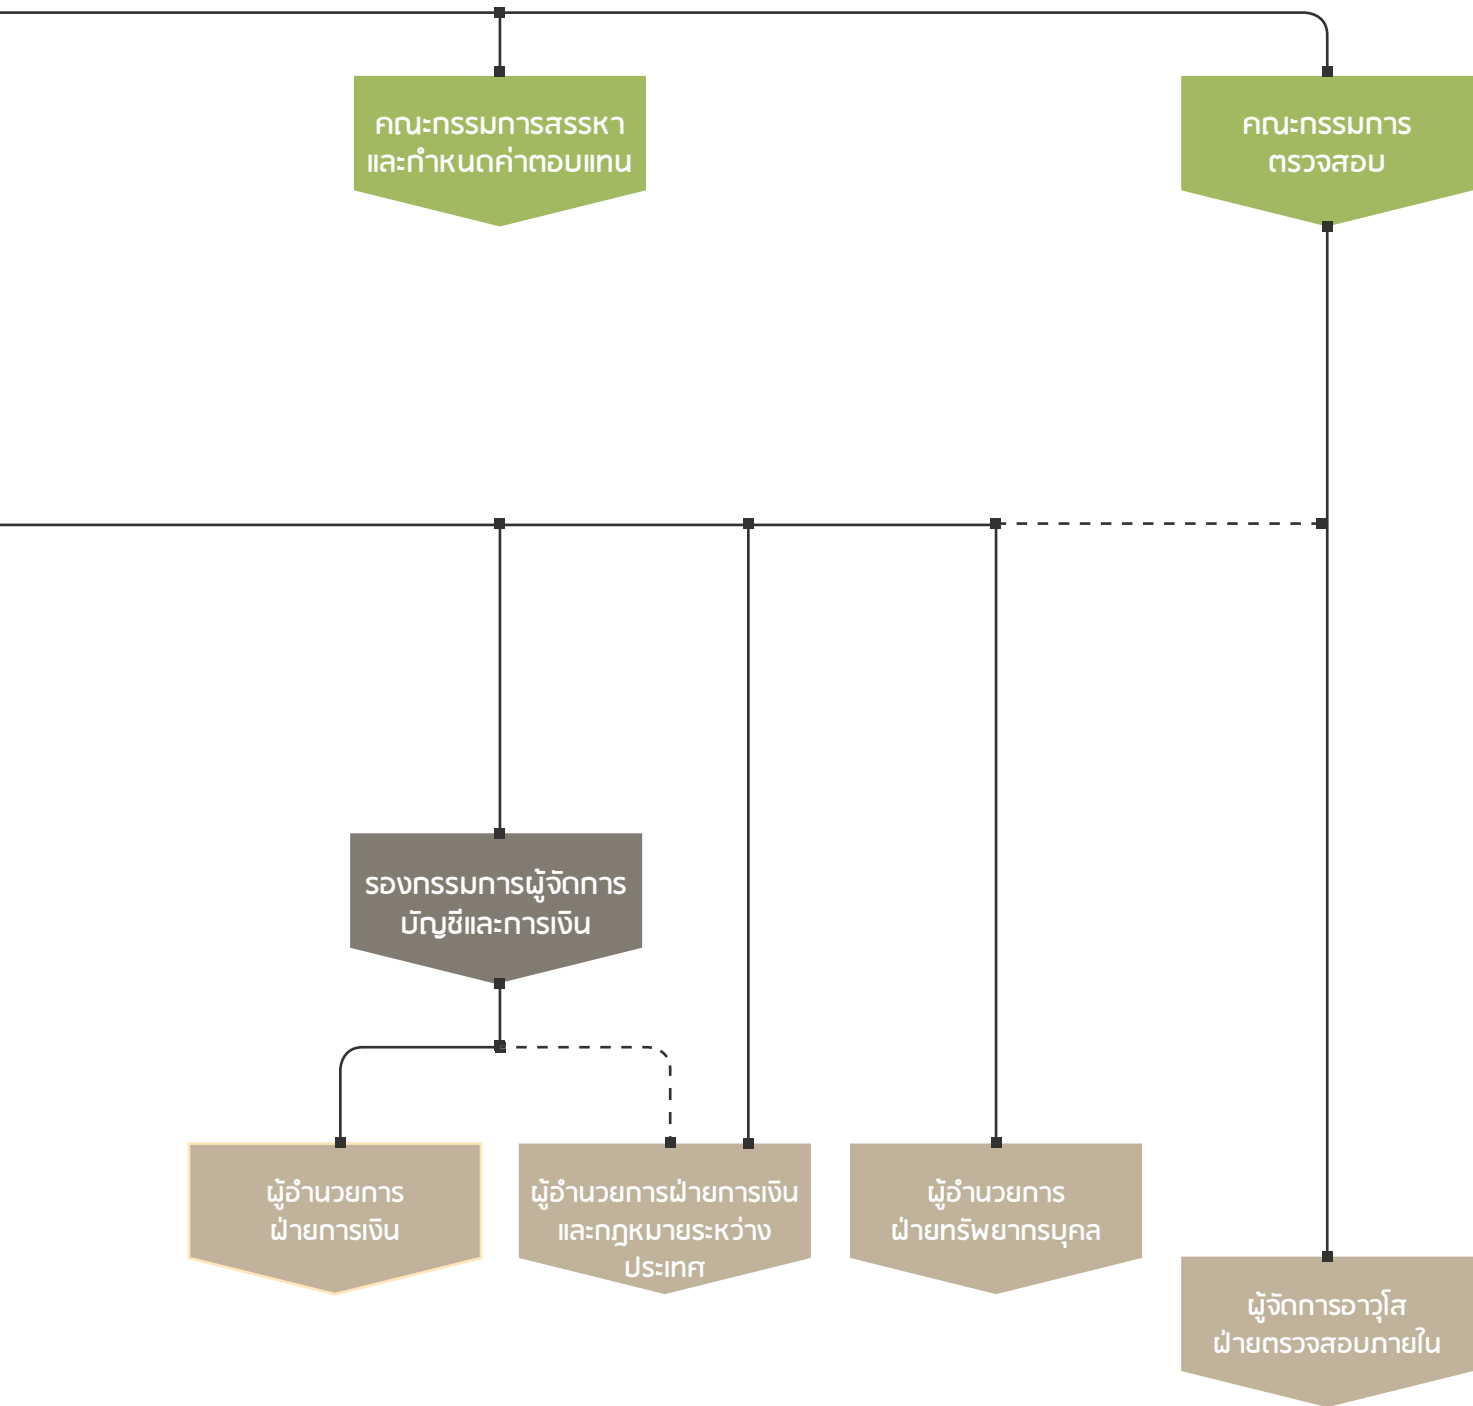 คณะกรรมการสรรหา
และกำหนดค่าตอบแทน
คณะกรรมการ
ตรวจสอบ
รองกรรมการผู้จัดการ
บัญชีและการเงิน
ผู้อำนวยการ
ฝ่ายการเงิน
ผู้อำนวยการฝ่ายการเงิน
และกฎหมายระหว่าง
ประเทศ
ผู้อำนวยการ
ฝ่ายทรัพยากรบุคล
ผู้จัดการอาวุโส
ฝ่ายตรวจสอบภายใน